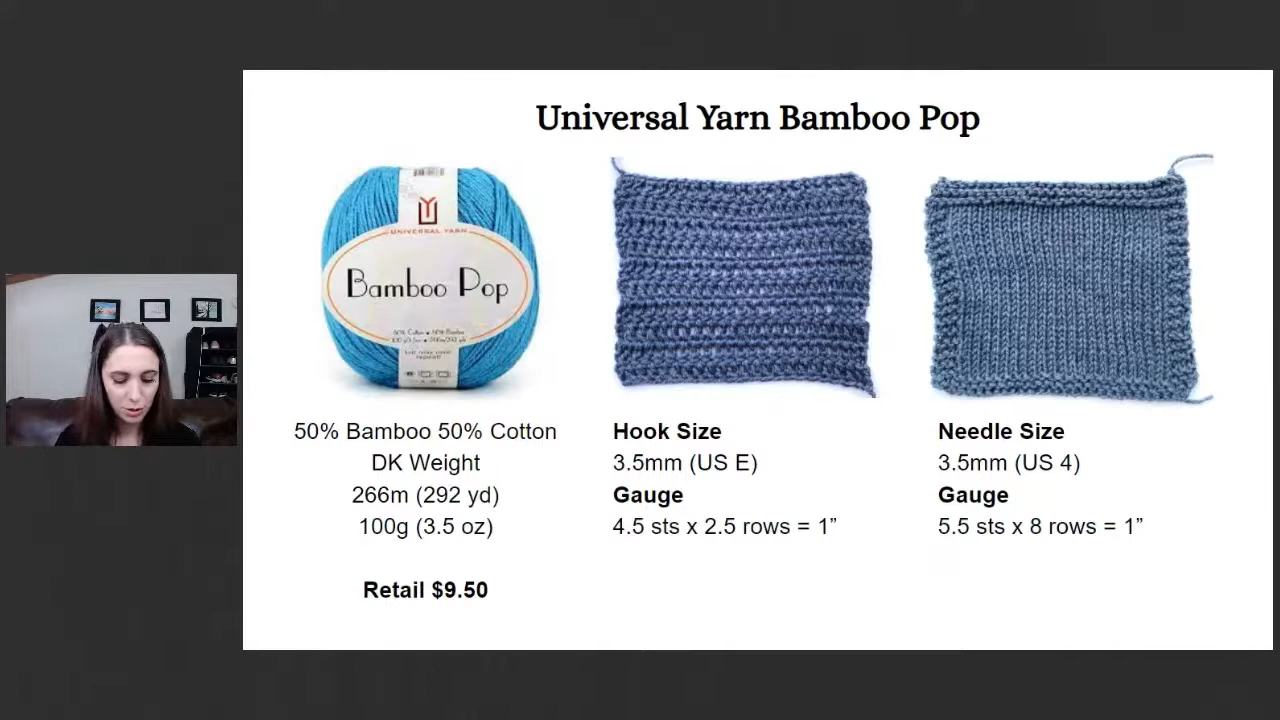 Universal Yarn Bamboo Pop
UNIVERSAL YARN
Bamboo Pop
50% Bamboo 50% Cotton
DK Weight
266m (292 yd)
100g (3.5 oz)
Retail $9.50
Hook Size
3.5mm (US E)
Gauge
4.5 sts x 2.5 rows = 1”
Needle Size
3.5mm (US 4)
Gauge
5.5 sts x 8 rows = 1”